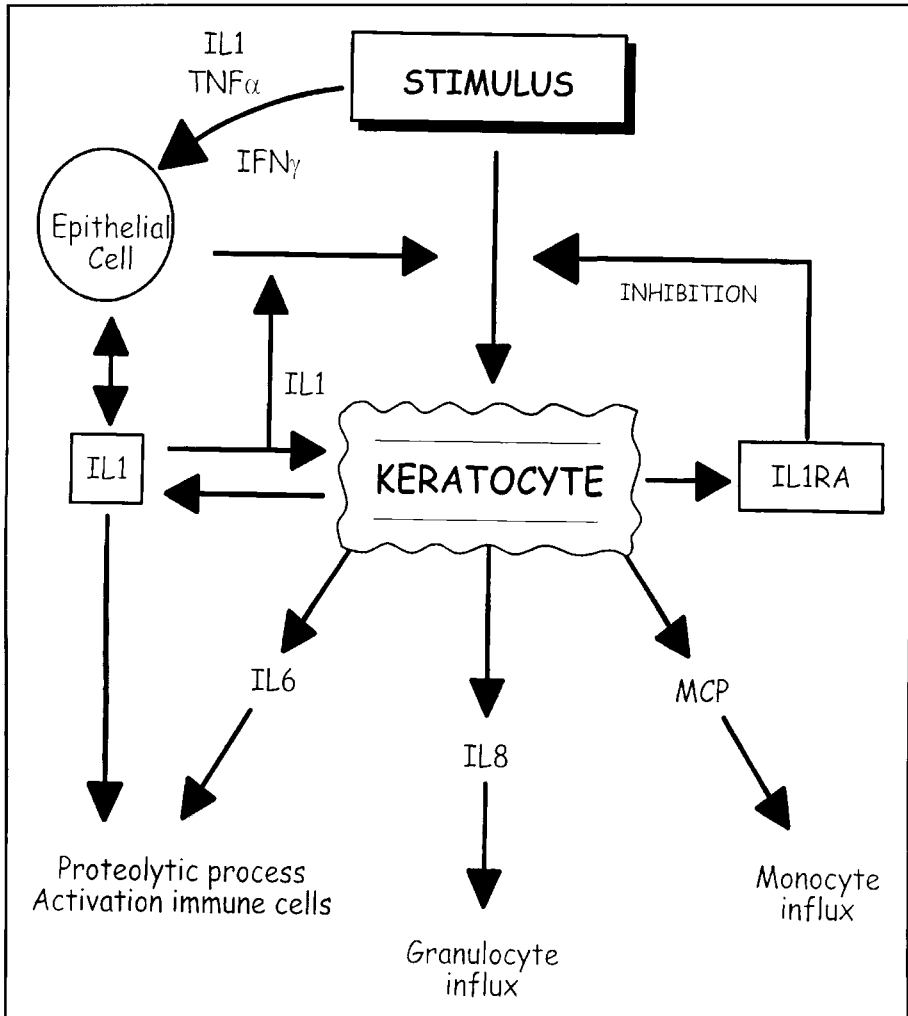 IL1
TNFα
STIMULUS
IFNγ
Epithelial
Cell
INHIBITION
IL1
IL1
KERATOCYTE
IL1RA
IL6
MCP
IL8
Proteolytic process
Activation immune cells
Monocyte
influx
Granulocyte
influx